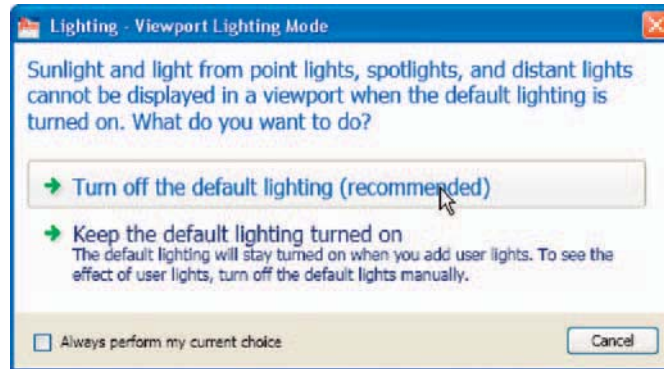 Lighting - Viewport Lighting Mode
Sunlight and light from point lights, spotlights, and distant lights
cannot be displayed in a viewport when the default lighting is
turned on. What do you want to do?
Turn off the default lighting (recommended)
Keep the default lighting turned on
The default lighting will stay turned on when you add user lights. To see the
effect of user lights, turn off the default lights manually.
Always perform my current choice
Cancel